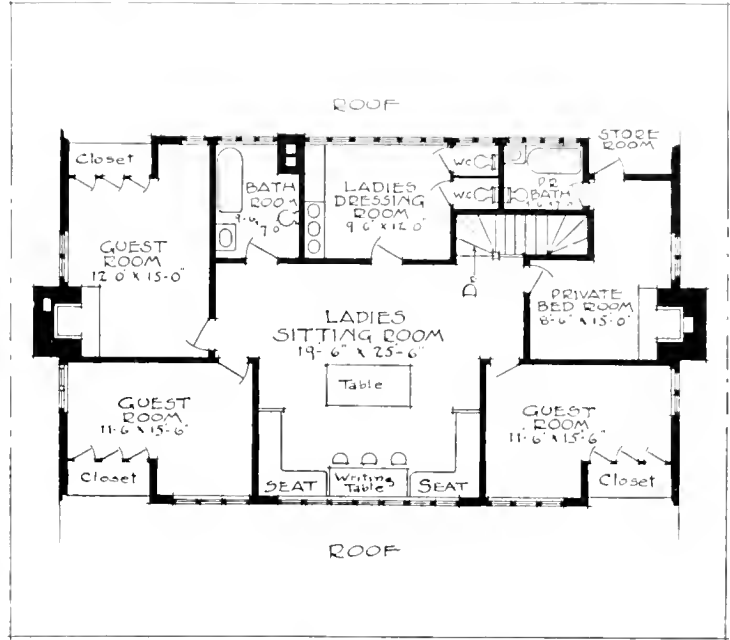 ROOF
STORE
ROOM
Closet
WC
BATH
ROOM
LADIES
DRESSING
ROOM
9'6" X 12'0"
WC
PR
BATH
GUEST
ROOM
12'0" X 15'-0"
Dn
PRIVATE
BED ROOM
8'-6" X 15'-0"
LADIES
SITTING ROOM
19'-6" X 25'-6"
Table
GUEST
ROOM
11'-6 X 15'-6"
GUEST
ROOM
11'-6" X 15'-6"
Closet
SEAT
Writing
Table
SEAT
Closet
ROOF